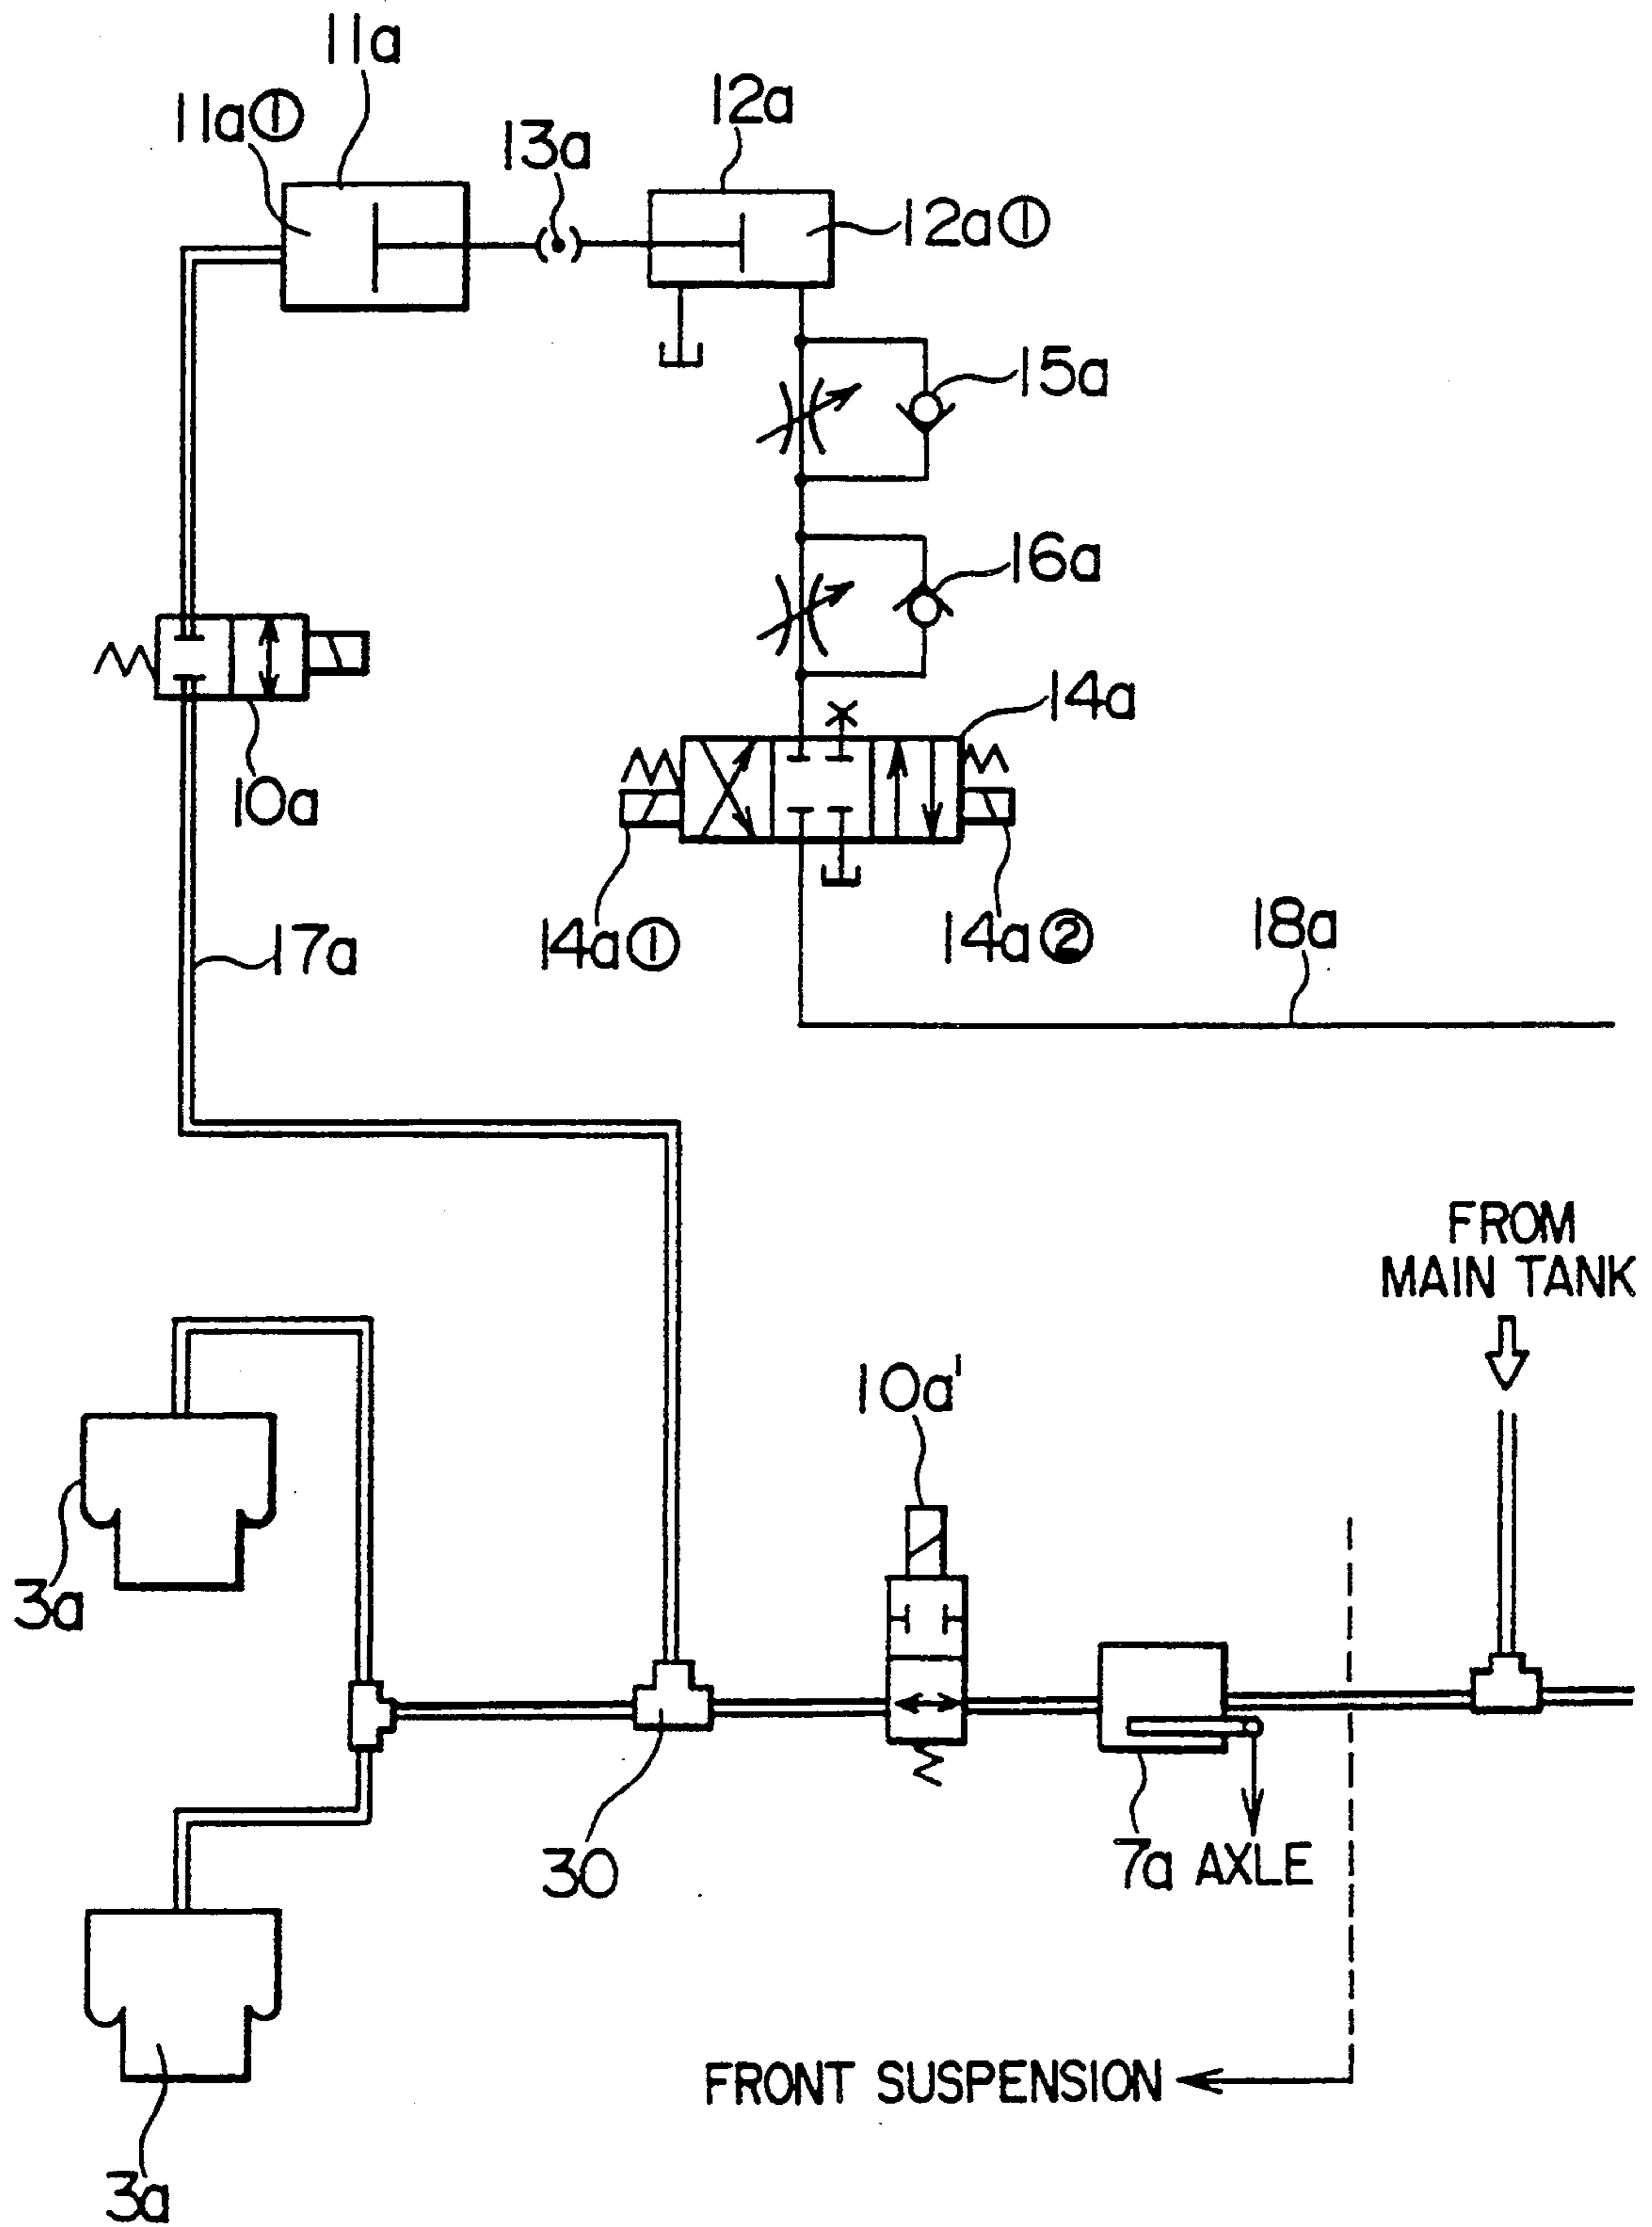 11a
11a①
13a
12a
12a①
15a
16a
14a
10a
14a①
14a②
17a
18a
FROM
MAIN TANK
10a'
3a
30
7a AXLE
FRONT SUSPENSION
3a